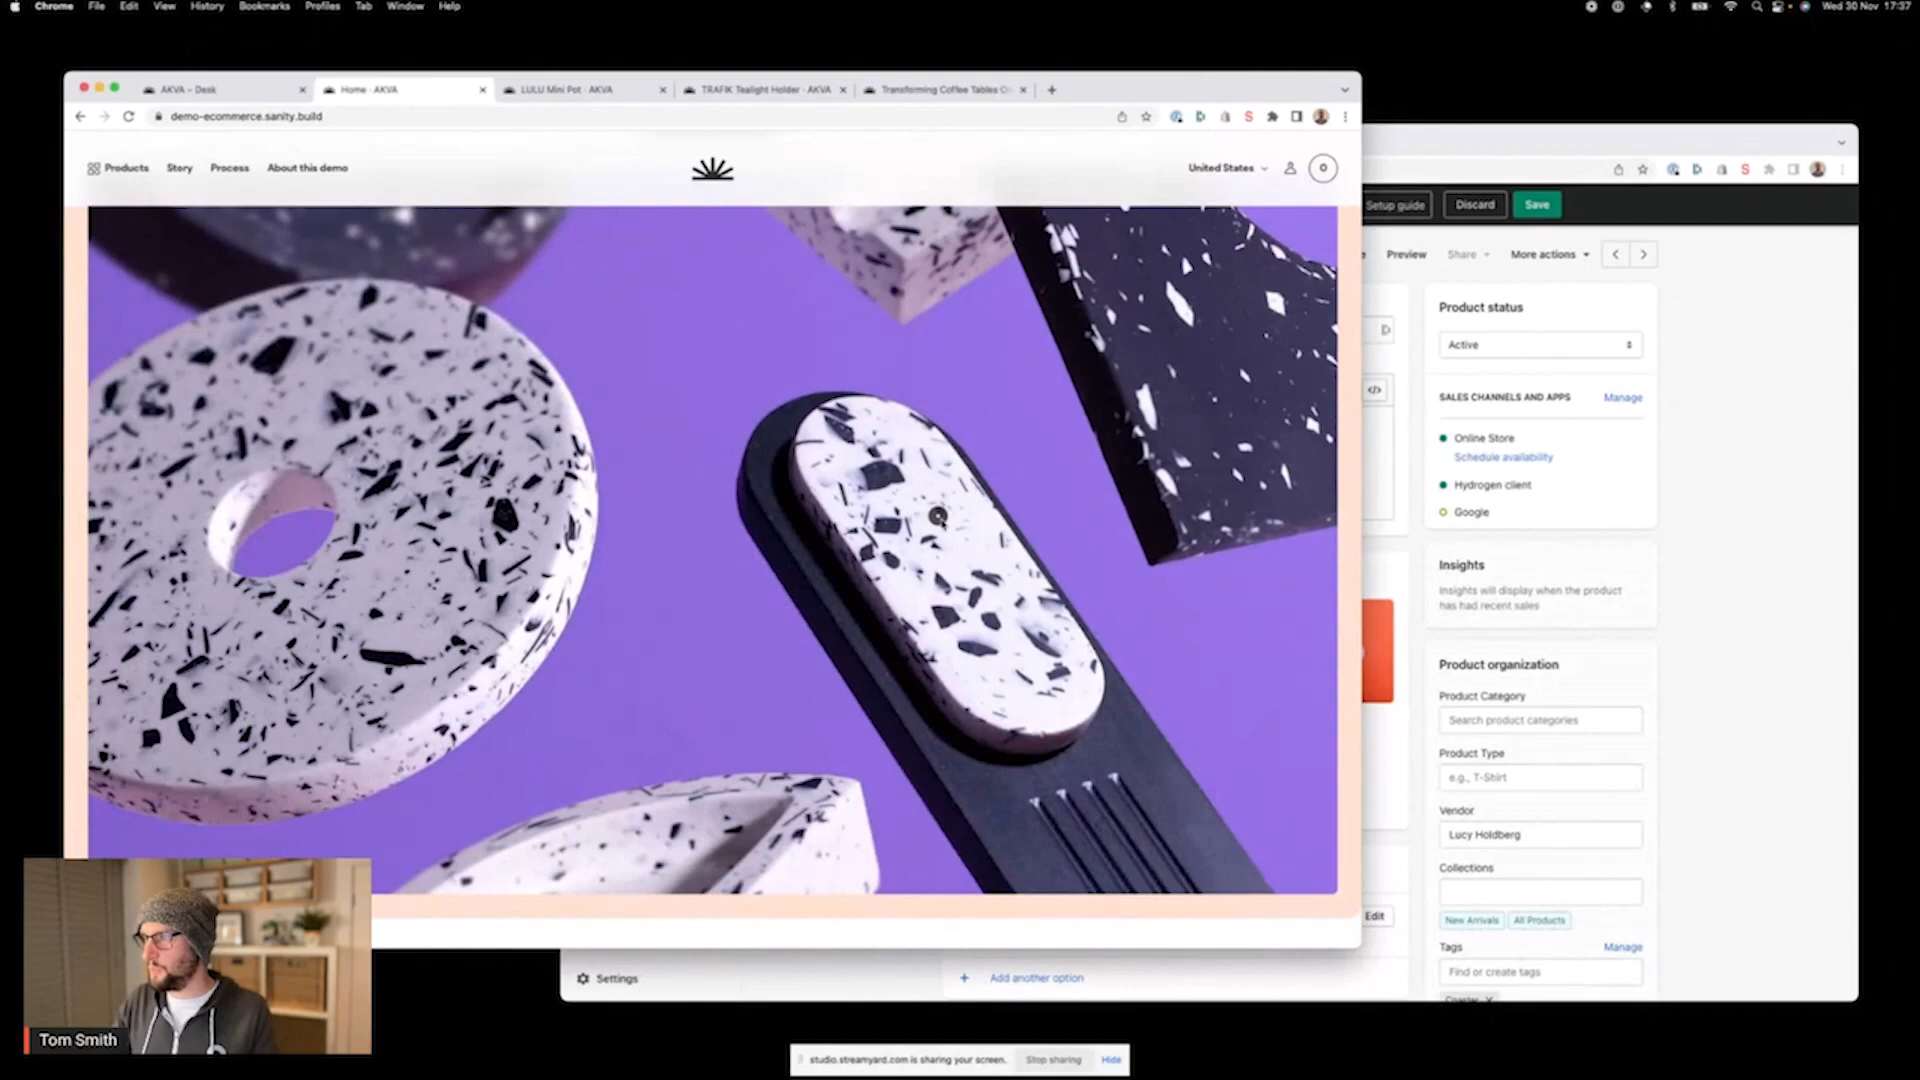 Chrome File Edit View History Bookmarks Profiles Tab Window Help
Wed 30 Nov 17:37
AKVA – Desk
Home · AKVA
LULU Mini Pot · AKVA
TRAFIK Tealight Holder · AKVA
Transforming Coffee Tables O
demo-ecommerce.sanity.build
Products Story Process About this demo
United States
0
Setup guide Discard Save
Preview Share More actions
Product status
Active
SALES CHANNELS AND APPS Manage
Online Store
Schedule availability
Hydrogen client
Google
Insights
Insights will display when the product
has had recent sales
Product organization
Product Category
Search product categories
Product Type
e.g., T-Shirt
Vendor
Lucy Holdberg
Collections
New Arrivals All Products
Edit
Tags Manage
Find or create tags
Coaster
Settings
Add another option
Tom Smith
studio.streamyard.com is sharing your screen. Stop sharing Hide